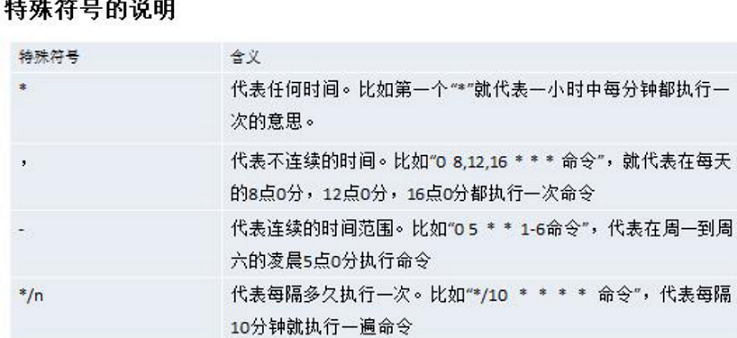 特殊符号的说明
特殊符号 含义
* 代表任何时间。比如第一个“*”就代表一小时中每分钟都执行一
次的意思。
， 代表不连续的时间。比如“0 8,12,16 * * * 命令”，就代表在每天
的8点0分，12点0分，16点0分都执行一次命令
- 代表连续的时间范围。比如“0 5 * * 1-6命令”，代表在周一到周
六的凌晨5点0分执行命令
*/n 代表每隔多久执行一次。比如“*/10 * * * * 命令”，代表每隔
10分钟就执行一遍命令